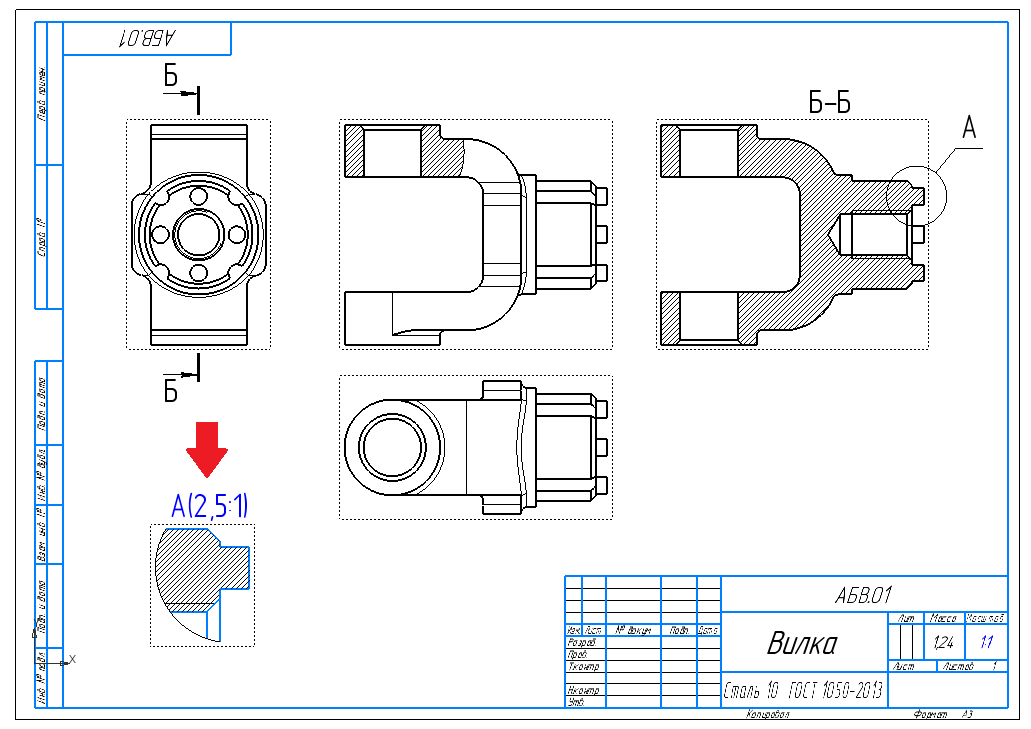 АБВ.01
Перв. примен.
Справ. №
Подп. и дата
Инв. № дубл.
Взам. инв. №
Подп. и дата
Инв. № подл.
Б
Б
Б-Б
А
А(2,5:1)
X
АБВ.01
Изм. Лист № докум. Подп. Дата
Разраб.
Пров.
Т.контр.
Н.контр.
Утв.
Вилка
Лит. Масса Масштаб
1,24 1:1
Лист Листов 1
Сталь 10 ГОСТ 1050-2013
Копировал Формат А3